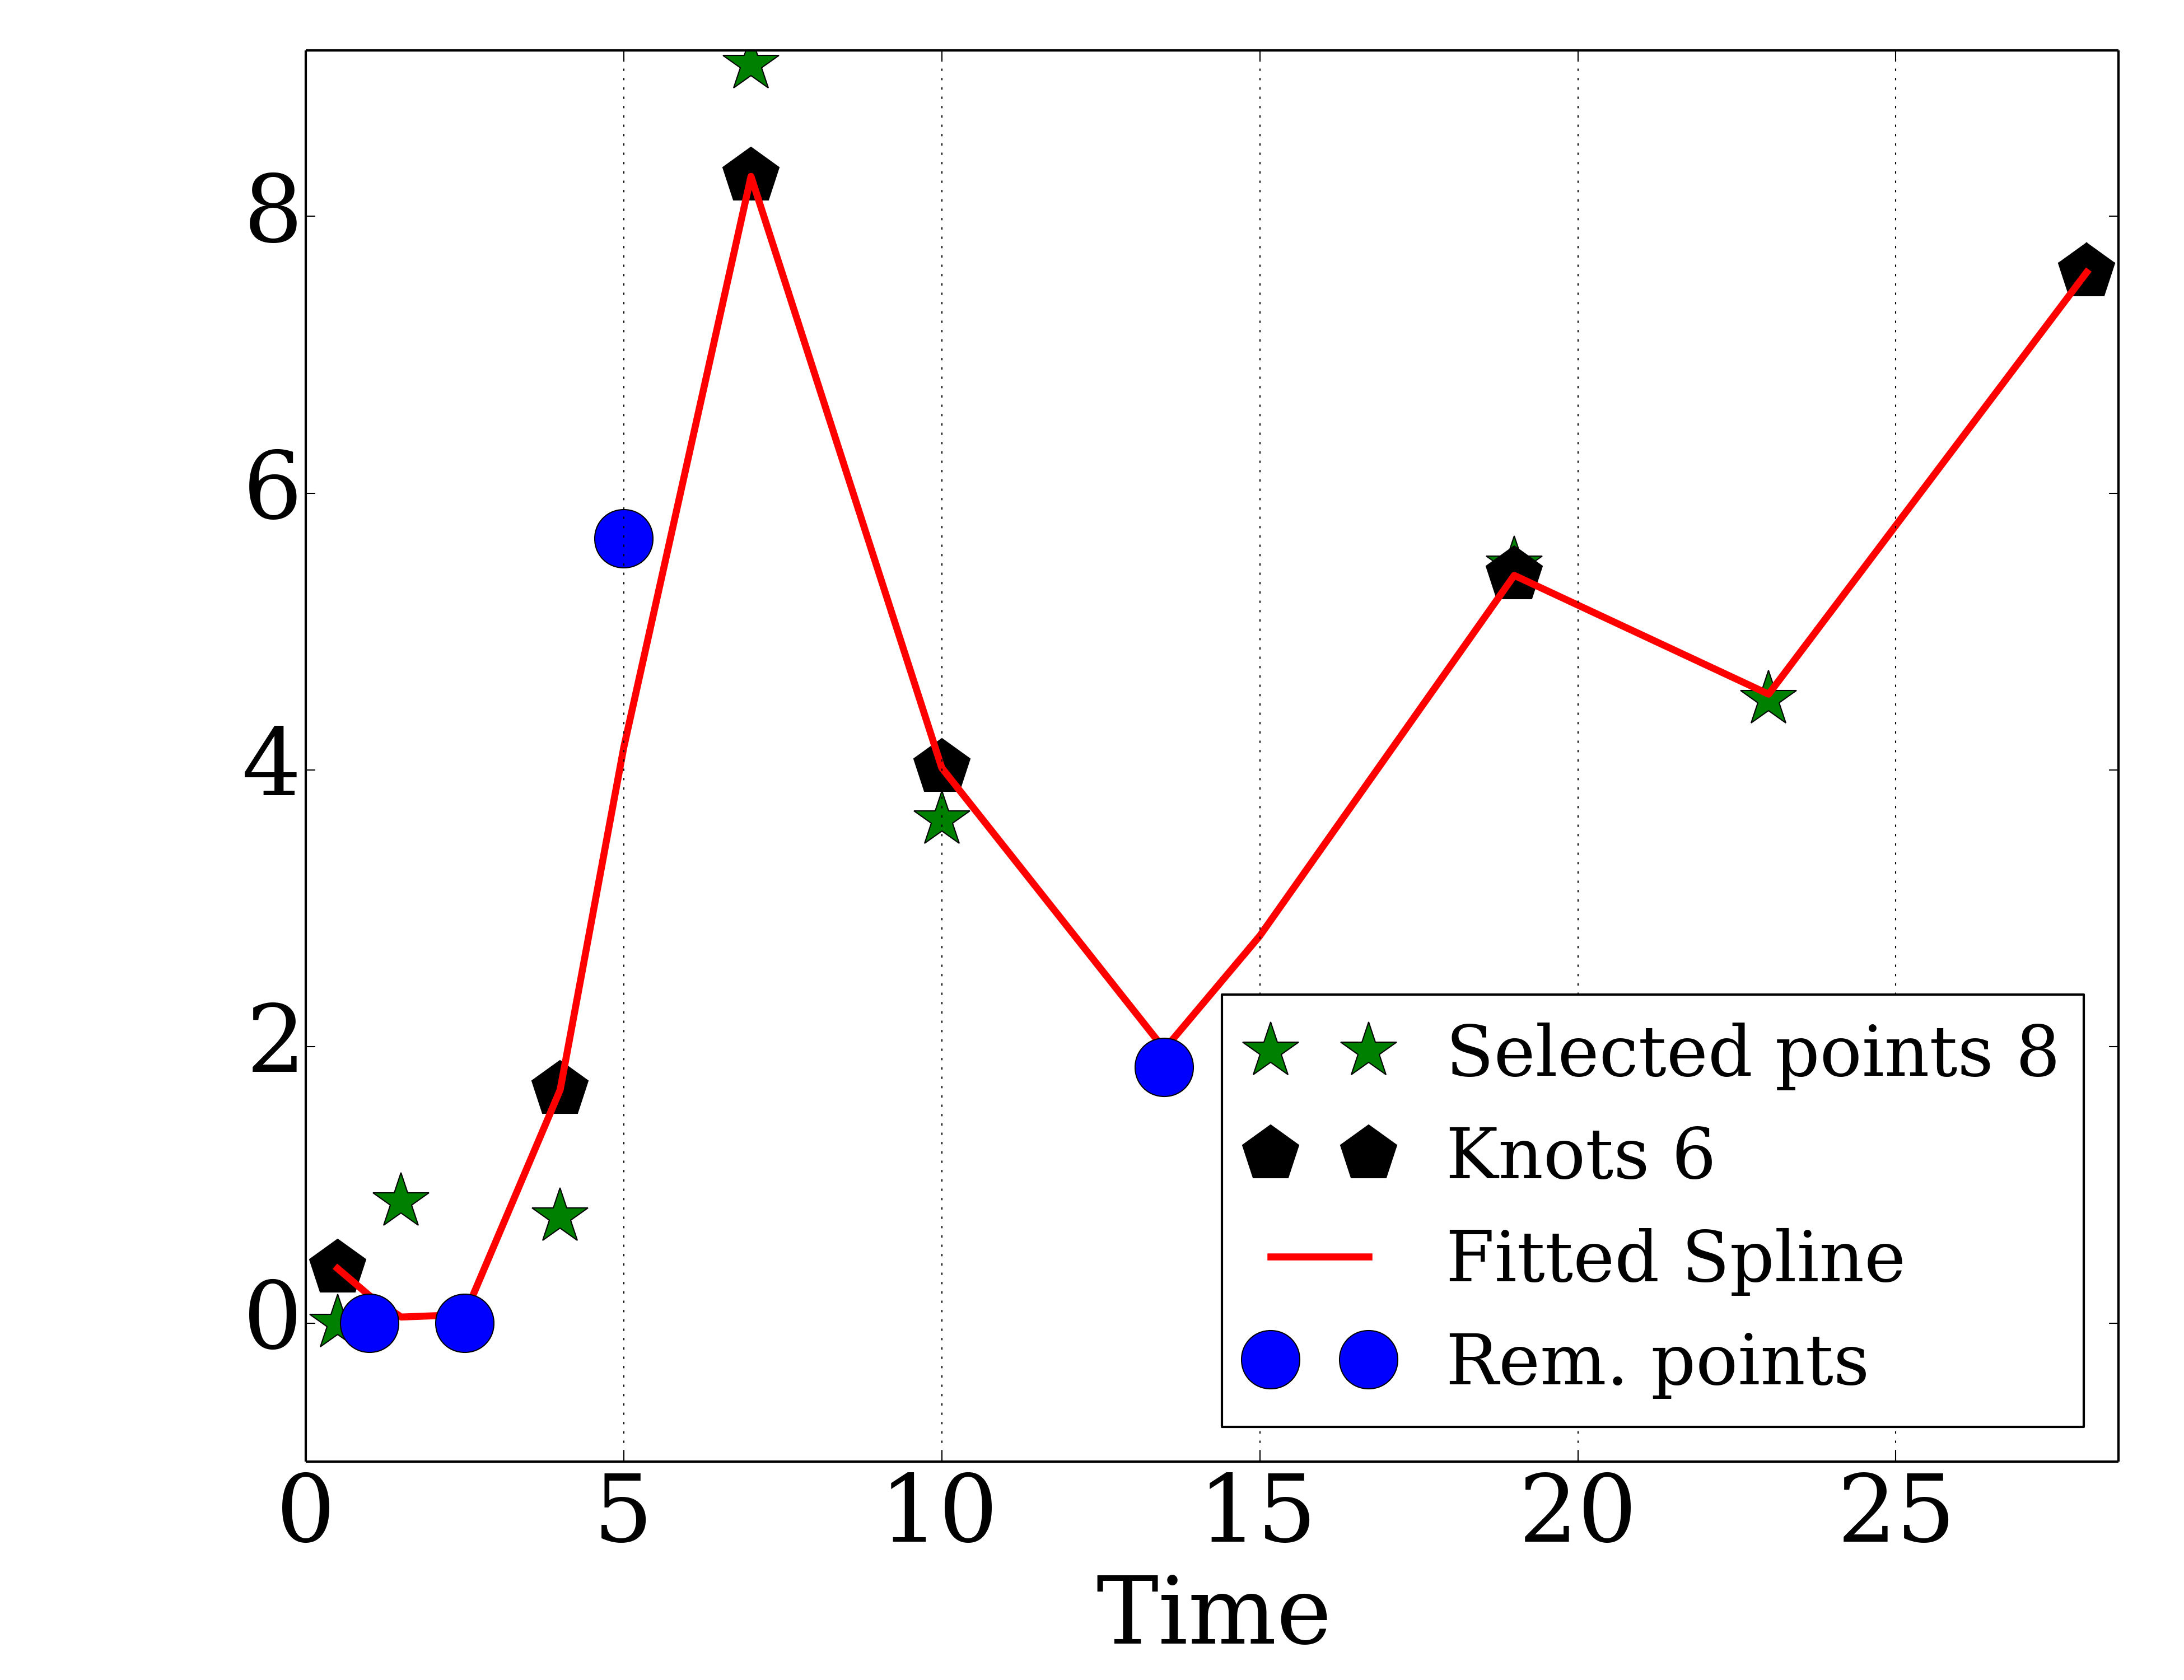 8
6
4
2
0
0 5 10 15 20 25
Time
Selected points 8
Knots 6
Fitted Spline
Rem. points